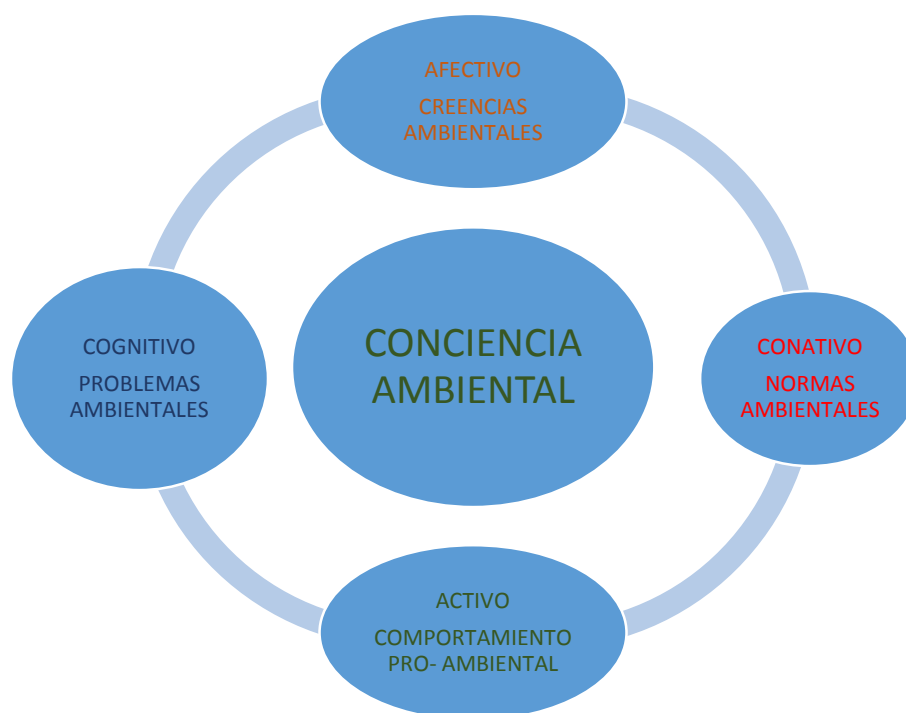 AFECTIVO
CREENCIAS
AMBIENTALES
COGNITIVO
PROBLEMAS
AMBIENTALES
CONCIENCIA
AMBIENTAL
CONATIVO
NORMAS
AMBIENTALES
ACTIVO
COMPORTAMIENTO
PRO- AMBIENTAL